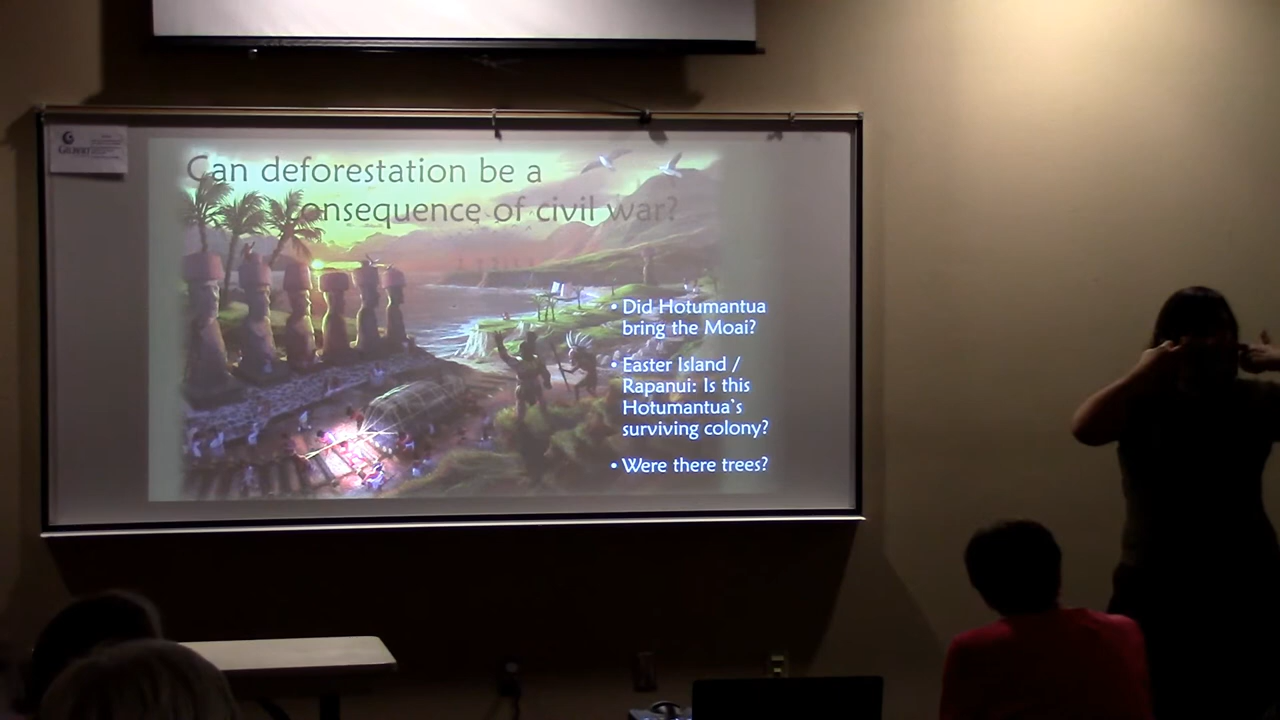 GILBERT
Can deforestation be a
consequence of civil war?
• Did Hotumantua
bring the Moai?
• Easter Island /
Rapanui: Is this
Hotumantua's
surviving colony?
• Were there trees?